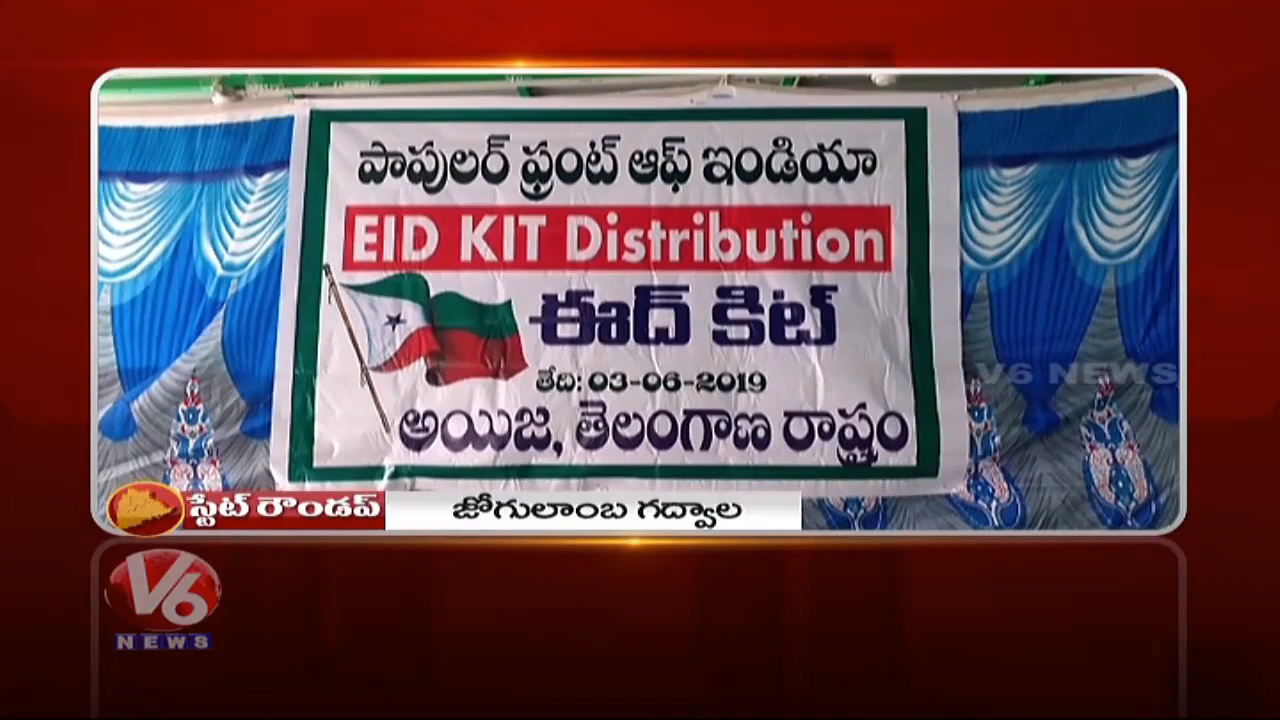 పాపులర్ ఫ్రంట్ ఆఫ్ ఇండియా
EID KIT Distribution
ఈద్ కిట్
తేది: 03-06-2019
అయిజ, తెలంగాణ రాష్ట్రం
V6 NEWS
స్టేట్ రౌండప్ జోగులాంబ గద్వాల
V6
NEWS